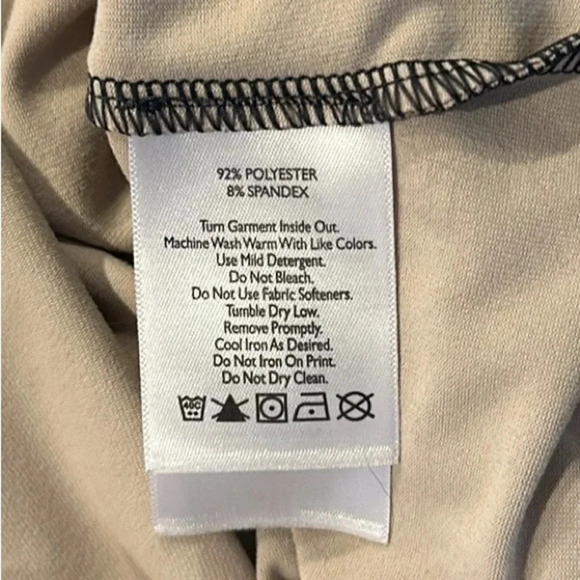 92% POLYESTER
8% SPANDEX
Turn Garment Inside Out.
Machine Wash Warm With Like Colors.
Use Mild Detergent.
Do Not Bleach.
Do Not Use Fabric Softeners.
Tumble Dry Low.
Remove Promptly.
Cool Iron As Desired.
Do Not Iron On Print.
Do Not Dry Clean.
40C